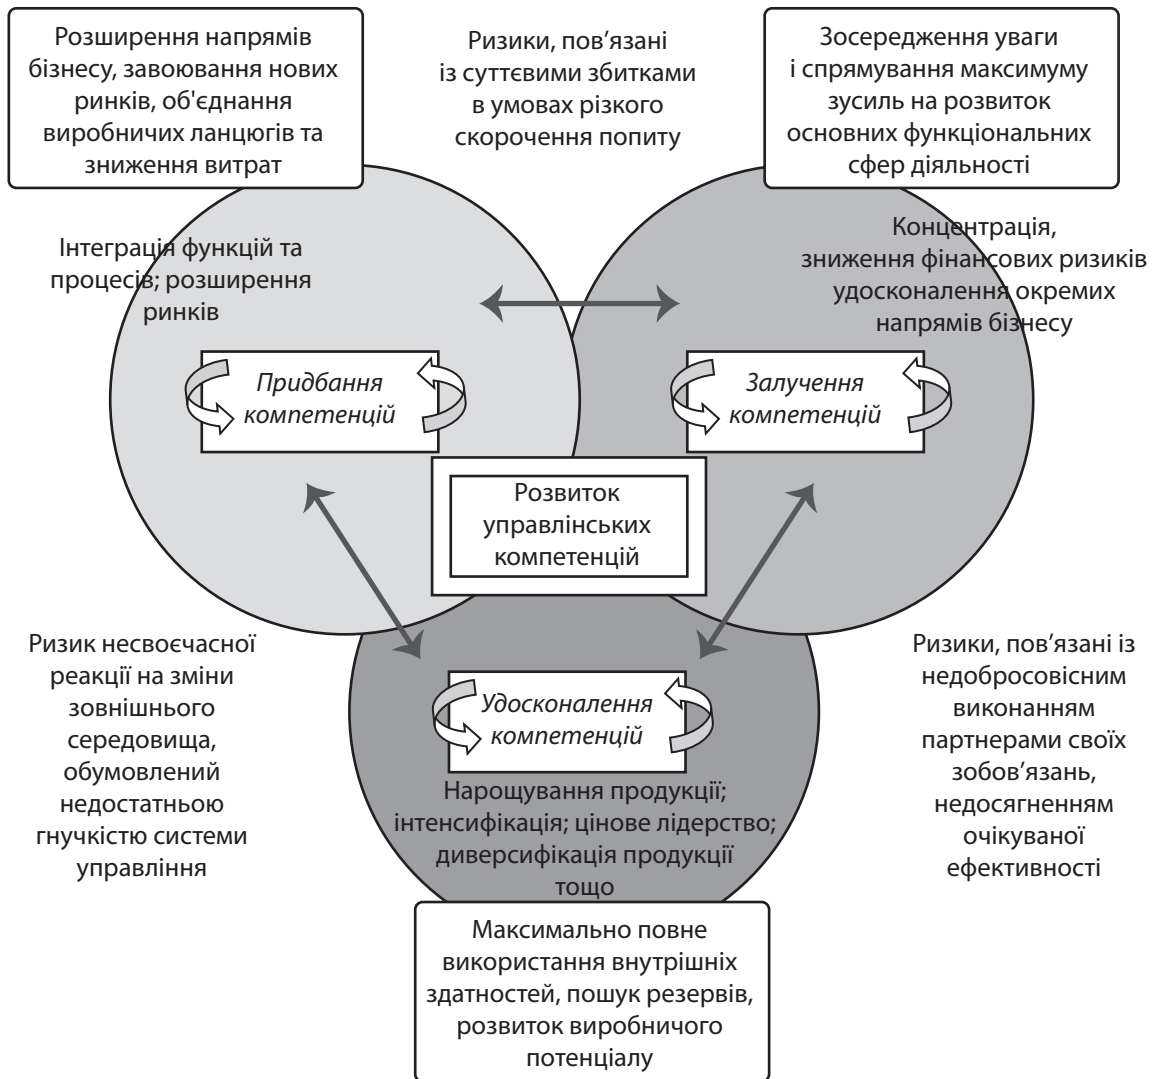 Розширення напрямів
бізнесу, завоювання нових
ринків, об'єднання
виробничих ланцюгів та
зниження витрат
Ризики, пов’язані
із суттєвими збитками
в умовах різкого
скорочення попиту
Зосередження уваги
і спрямування максимуму
зусиль на розвиток
основних функціональних
сфер діяльності
Інтеграція функцій та
процесів; розширення
ринків
Концентрація,
зниження фінансових ризиків
удосконалення окремих
напрямів бізнесу
Придбання
компетенцій
Залучення
компетенцій
Розвиток
управлінських
компетенцій
Ризик несвоєчасної
реакції на зміни
зовнішнього
середовища,
обумовлений
недостатньою
гнучкістю системи
управління
Удосконалення
компетенцій
Нарощування продукції;
інтенсифікація; цінове лідерство;
диверсифікація продукції
тощо
Ризики, пов’язані із
недобросовісним
виконанням
партнерами своїх
зобов’язань,
недосягненням
очікуваної
ефективності
Максимально повне
використання внутрішніх
здатностей, пошук резервів,
розвиток виробничого
потенціалу